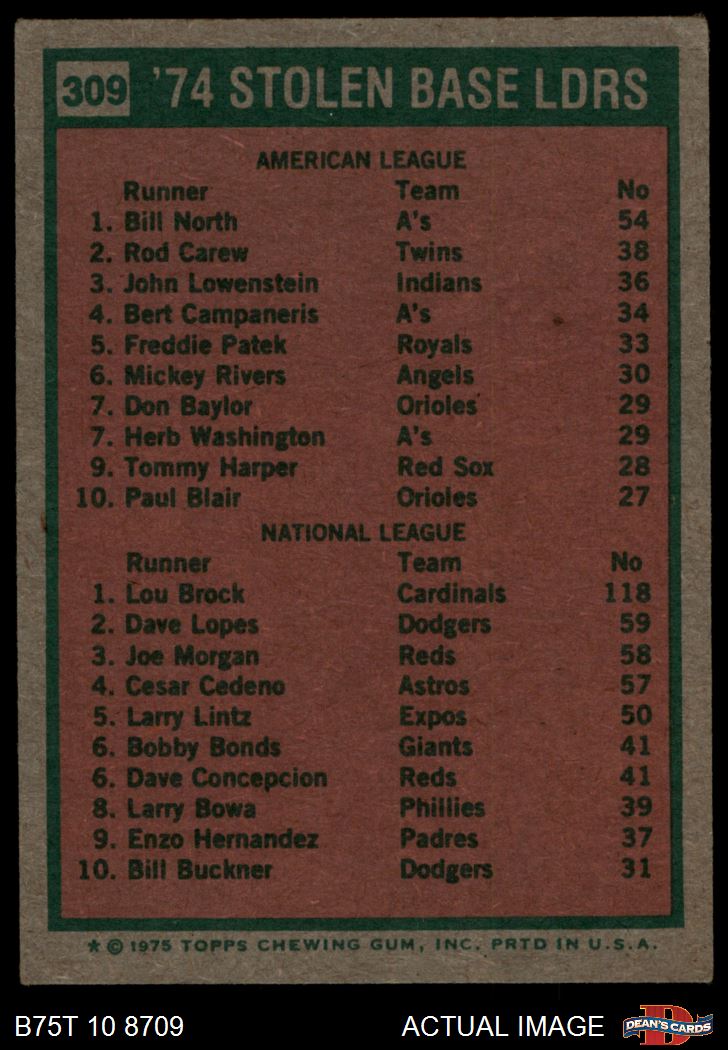 309 '74 STOLEN BASE LDRS
AMERICAN LEAGUE
Runner Team No
1. Bill North A's 54
2. Rod Carew Twins 38
3. John Lowenstein Indians 36
4. Bert Campaneris A's 34
5. Freddie Patek Royals 33
6. Mickey Rivers Angels 30
7. Don Baylor Orioles 29
7. Herb Washington A's 29
9. Tommy Harper Red Sox 28
10. Paul Blair Orioles 27
NATIONAL LEAGUE
Runner Team No
1. Lou Brock Cardinals 118
2. Dave Lopes Dodgers 59
3. Joe Morgan Reds 58
4. Cesar Cedeno Astros 57
5. Larry Lintz Expos 50
6. Bobby Bonds Giants 41
6. Dave Concepcion Reds 41
8. Larry Bowa Phillies 39
9. Enzo Hernandez Padres 37
10. Bill Buckner Dodgers 31
* © 1975 TOPPS CHEWING GUM, INC. PRTD IN U.S.A.
B75T 10 8709 ACTUAL IMAGE D DEAN'S CARDS